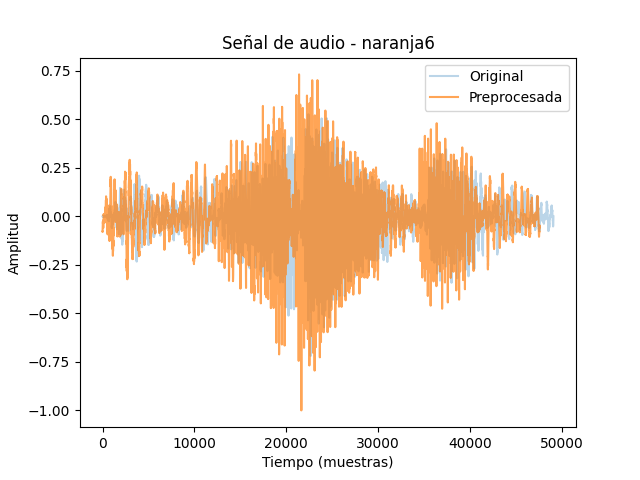 Señal de audio - naranja6
Original
Preprocesada
0.75
0.50
0.25
0.00
−0.25
−0.50
−0.75
−1.00
Amplitud
0 10000 20000 30000 40000 50000
Tiempo (muestras)